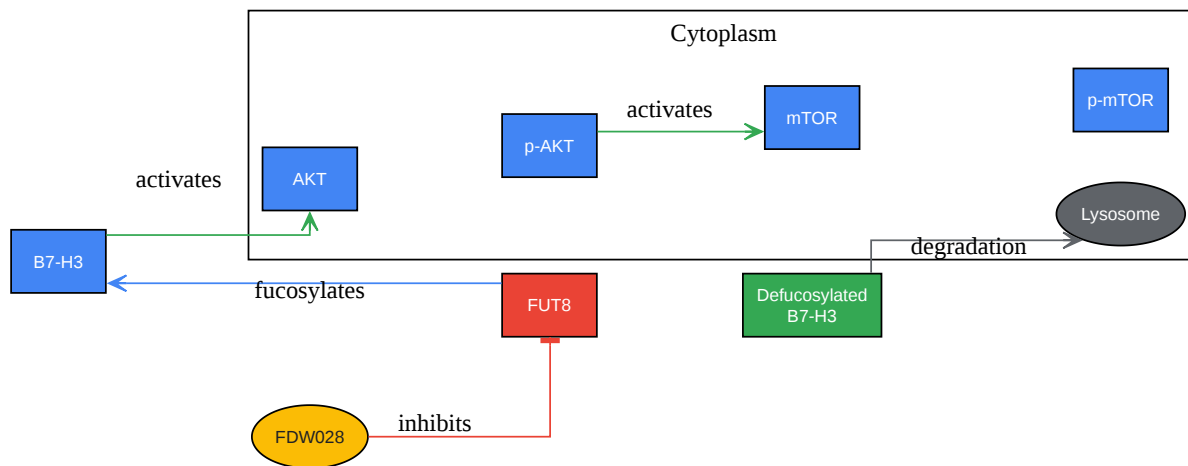 Cytoplasm
p-mTOR
activates
mTOR
p-AKT
activates
AKT
Lysosome
B7-H3
degradation
fucosylates
FUT8
Defucosylated
B7-H3
inhibits
FDW028